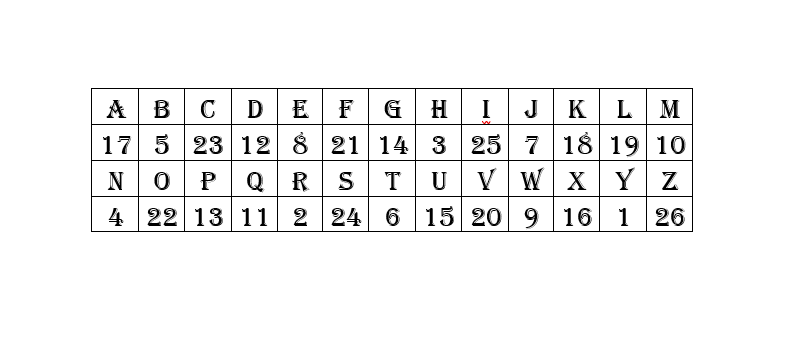 A B C D E F G H I J K L M
17 5 23 12 8 21 14 3 25 7 18 19 10
N O P Q R S T U V W X Y Z
4 22 13 11 2 24 6 15 20 9 16 1 26